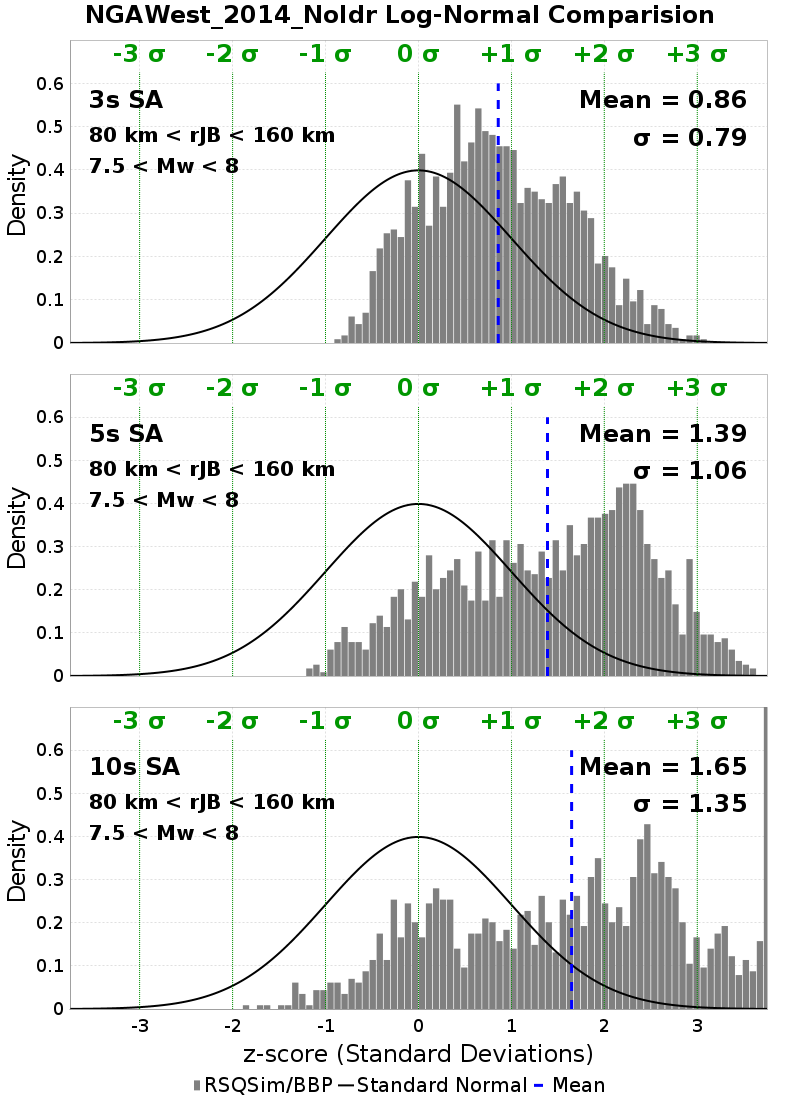 NGAWest_2014_NoIdr Log-Normal Comparision
-3 σ -2 σ -1 σ 0 σ +1 σ +2 σ +3 σ
3s SA
Mean = 0.86
80 km < rJB < 160 km
σ = 0.79
7.5 < Mw < 8
Density
0.6
0.5
0.4
0.3
0.2
0.1
0
-3 σ -2 σ -1 σ 0 σ +1 σ +2 σ +3 σ
5s SA
Mean = 1.39
80 km < rJB < 160 km
σ = 1.06
7.5 < Mw < 8
Density
0.6
0.5
0.4
0.3
0.2
0.1
0
-3 σ -2 σ -1 σ 0 σ +1 σ +2 σ +3 σ
10s SA
Mean = 1.65
80 km < rJB < 160 km
σ = 1.35
7.5 < Mw < 8
Density
0.6
0.5
0.4
0.3
0.2
0.1
0
-3 -2 -1 0 1 2 3
z-score (Standard Deviations)
RSQSim/BBP Standard Normal Mean